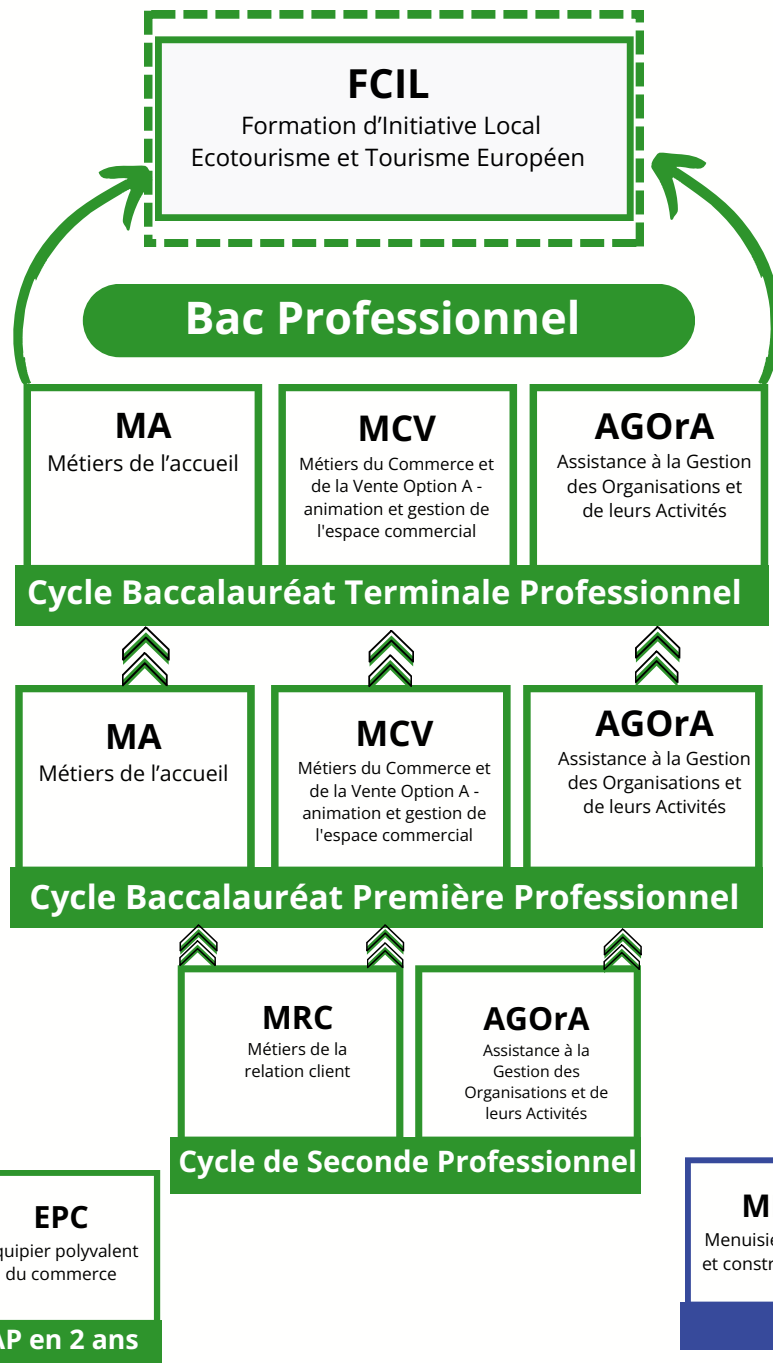 FCIL
Formation d’Initiative Local
Ecotourisme et Tourisme Européen
Bac Professionnel
MA
Métiers de l’accueil
MCV
Métiers du Commerce et
de la Vente Option A -
animation et gestion de
l'espace commercial
AGOrA
Assistance à la Gestion
des Organisations et
de leurs Activités
Cycle Baccalauréat Terminale Professionnel
MA
Métiers de l’accueil
MCV
Métiers du Commerce et
de la Vente Option A -
animation et gestion de
l'espace commercial
AGOrA
Assistance à la Gestion
des Organisations et
de leurs Activités
Cycle Baccalauréat Première Professionnel
MRC
Métiers de la
relation client
AGOrA
Assistance à la
Gestion des
Organisations et de
leurs Activités
Cycle de Seconde Professionnel
EPC
polyvalent
du commerce
en 2 ans
et